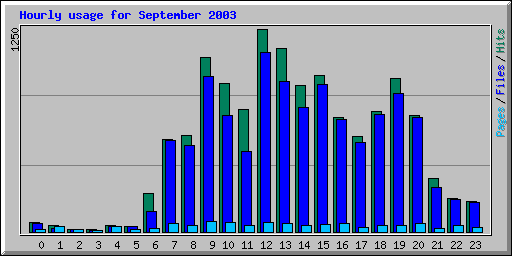 Hourly usage for September 2003
1250
Pages/Files/Hits
0 1 2 3 4 5 6 7 8 9 10 11 12 13 14 15 16 17 18 19 20 21 22 23